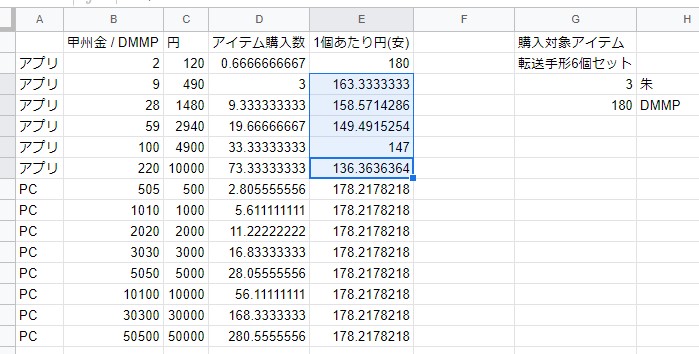 A B C D E F G H
甲州金 / DMMP 円 アイテム購入数 1個あたり円(安) 購入対象アイテム
アプリ 2 120 0.6666666667 180 転送手形6個セット
アプリ 9 490 3 163.3333333 3 朱
アプリ 28 1480 9.333333333 158.5714286 180 DMMP
アプリ 59 2940 19.66666667 149.4915254
アプリ 100 4900 33.33333333 147
アプリ 220 10000 73.33333333 136.3636364
PC 505 500 2.805555556 178.2178218
PC 1010 1000 5.611111111 178.2178218
PC 2020 2000 11.22222222 178.2178218
PC 3030 3000 16.83333333 178.2178218
PC 5050 5000 28.05555556 178.2178218
PC 10100 10000 56.11111111 178.2178218
PC 30300 30000 168.3333333 178.2178218
PC 50500 50000 280.5555556 178.2178218